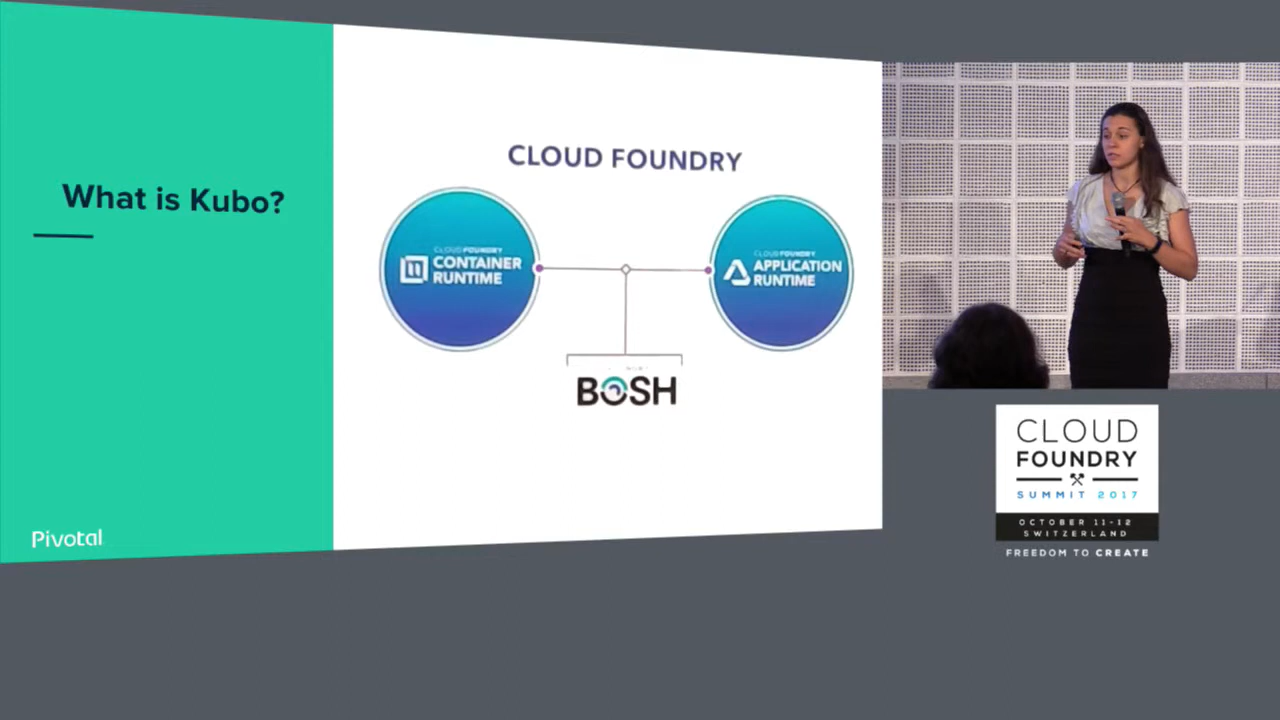 What is Kubo?
Pivotal
CLOUD FOUNDRY
CLOUD FOUNDRY
CONTAINER
RUNTIME
CLOUD FOUNDRY
APPLICATION
RUNTIME
BOSH
CLOUD
FOUNDRY
SUMMIT 2017
OCTOBER 11-12
SWITZERLAND
FREEDOM TO CREATE